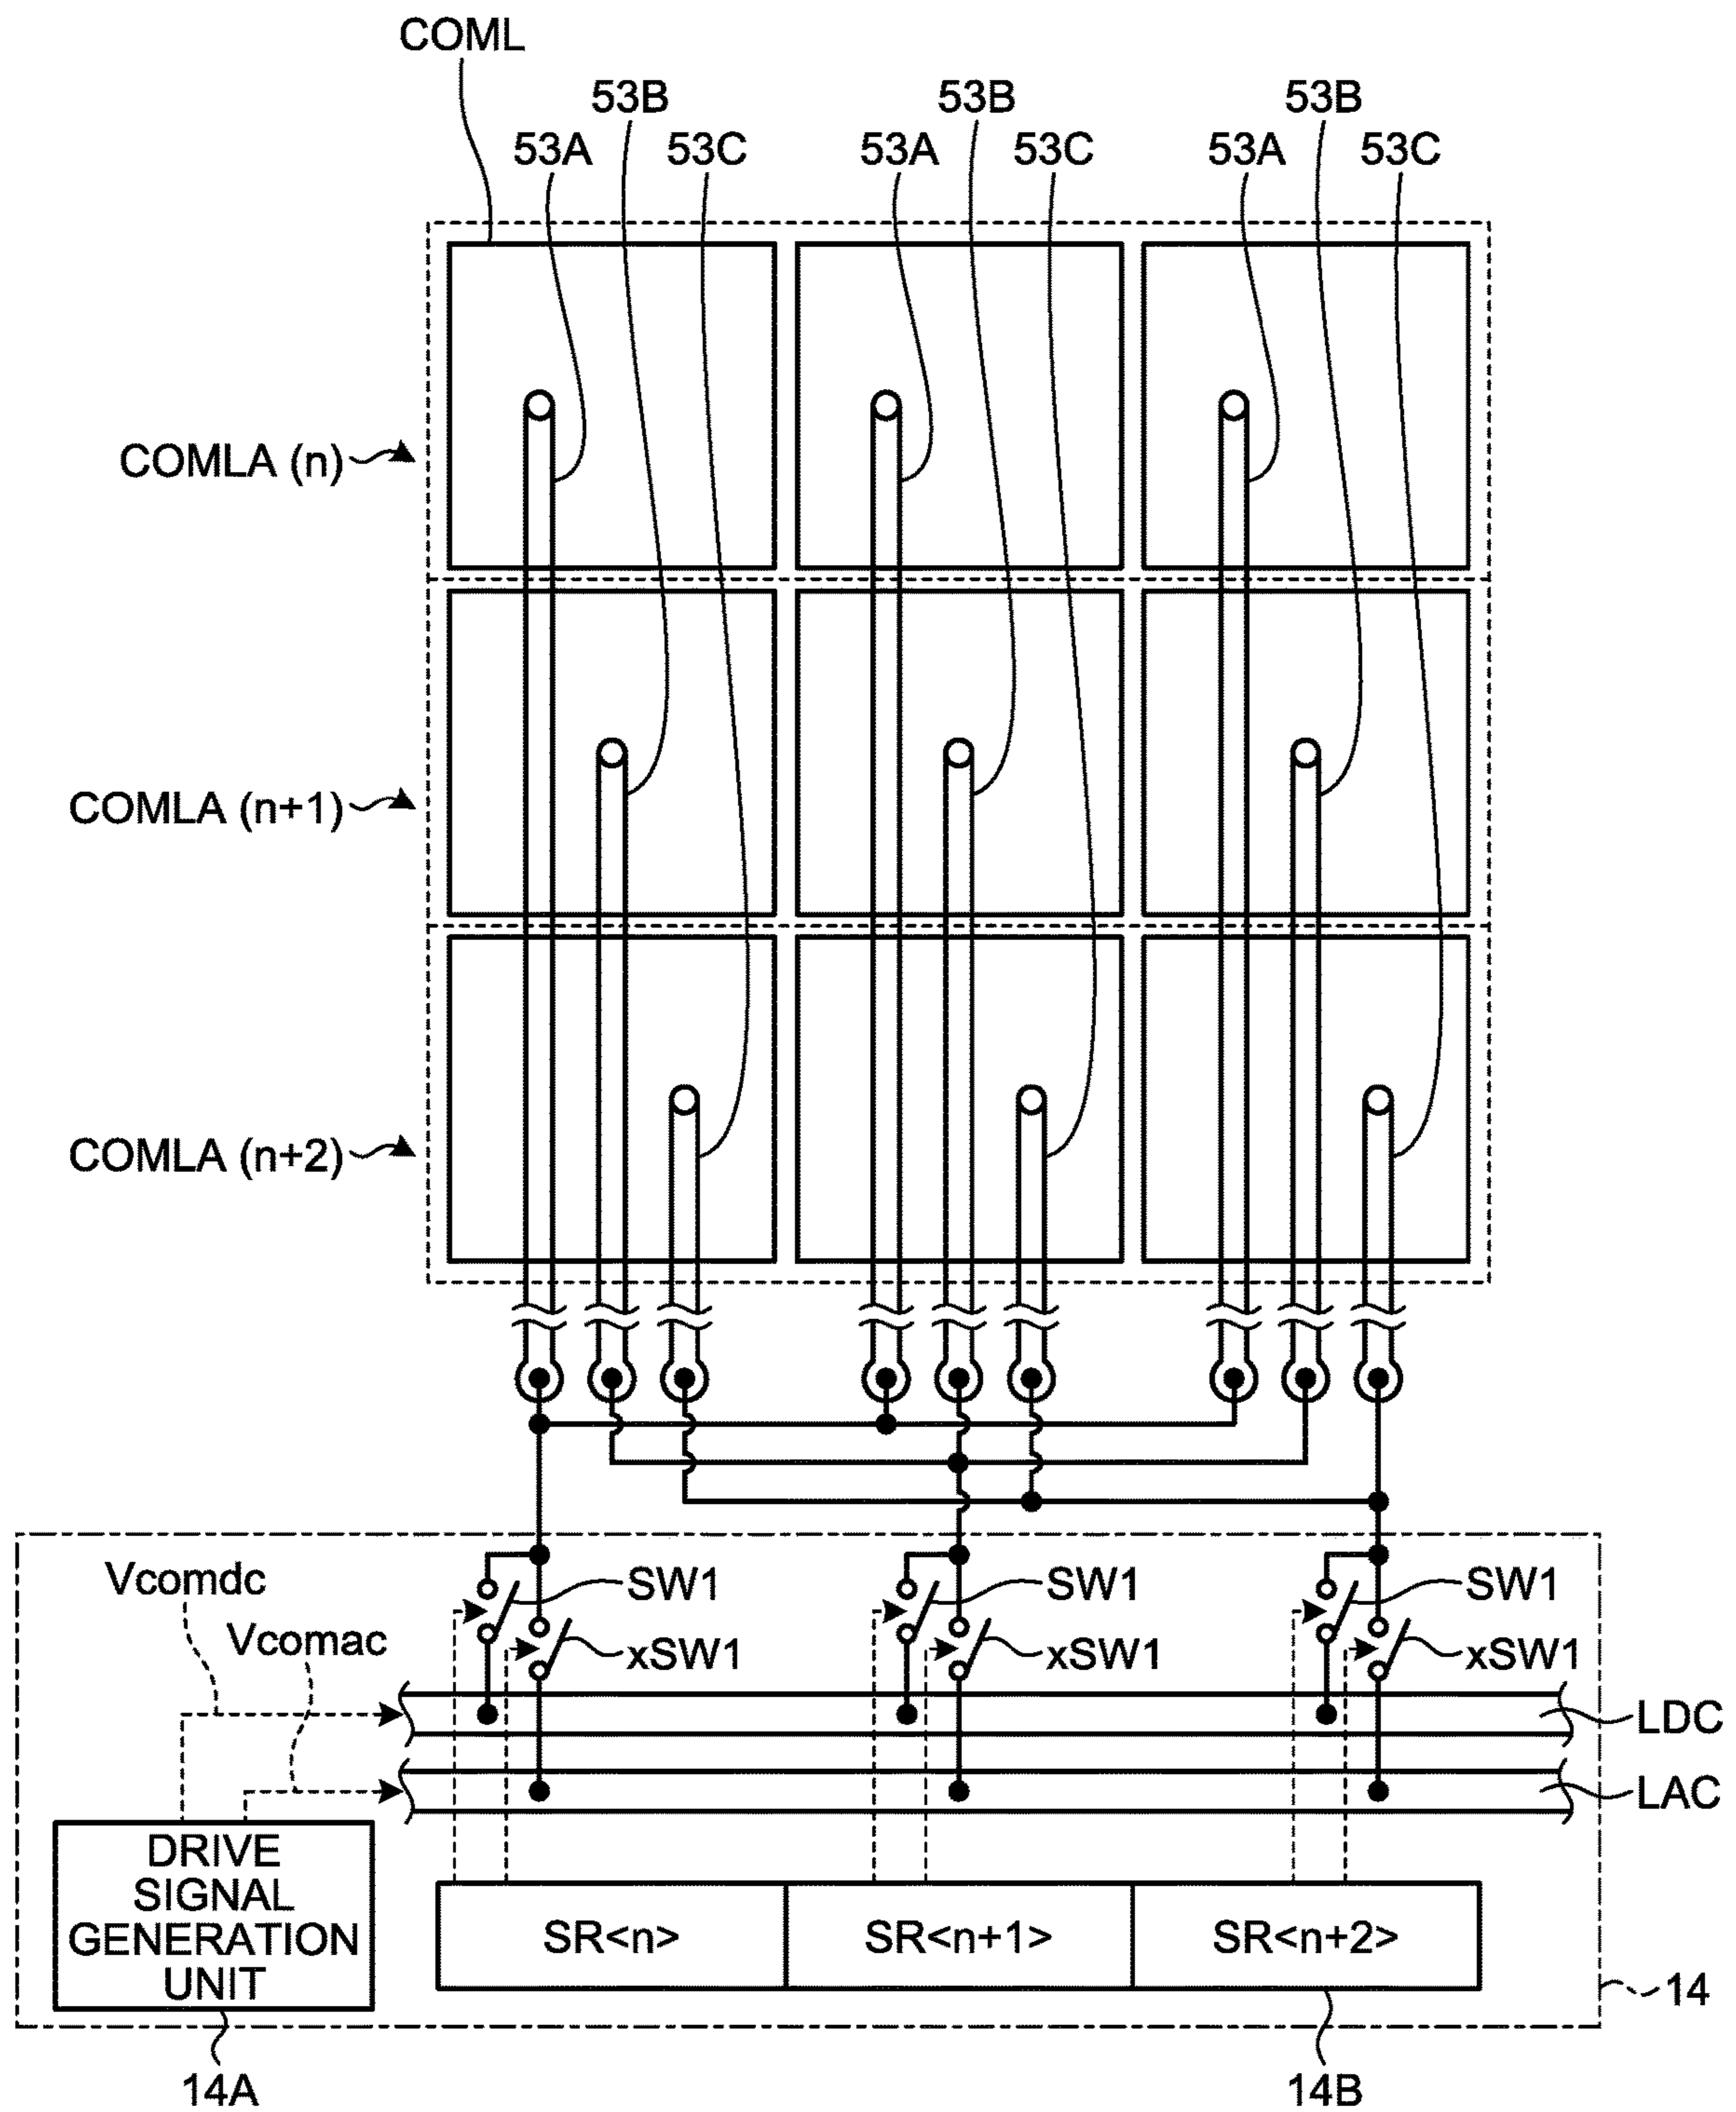 COML
53B 53B 53B
53A 53C 53A 53C 53A 53C
COMLA (n)
COMLA (n+1)
COMLA (n+2)
Vcomdc SW1 SW1 SW1
Vcomac xSW1 xSW1 xSW1
LDC
LAC
DRIVE
SIGNAL
GENERATION
UNIT
SR<n> SR<n+1> SR<n+2>
14
14A 14B